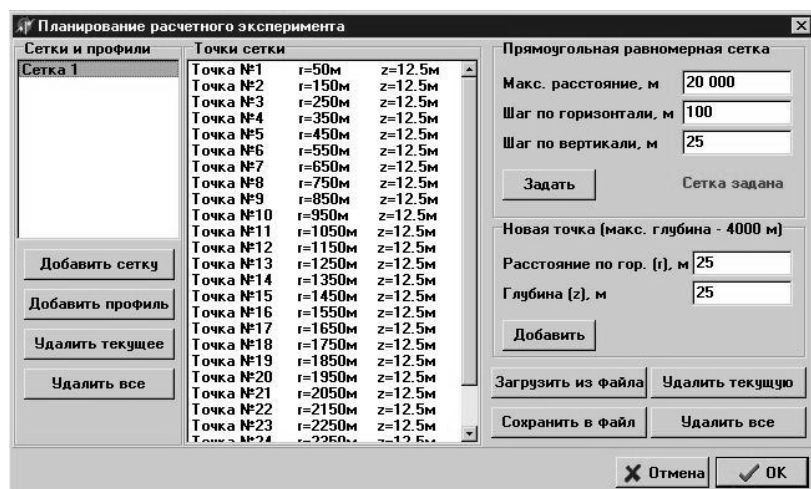 Планирование расчетного эксперимента
Сетки и профили
Сетка 1
Добавить сетку
Добавить профиль
Удалить текущее
Удалить все
Точки сетки
Точка №1 r=50м z=12.5м
Точка №2 r=150м z=12.5м
Точка №3 r=250м z=12.5м
Точка №4 r=350м z=12.5м
Точка №5 r=450м z=12.5м
Точка №6 r=550м z=12.5м
Точка №7 r=650м z=12.5м
Точка №8 r=750м z=12.5м
Точка №9 r=850м z=12.5м
Точка №10 r=950м z=12.5м
Точка №11 r=1050м z=12.5м
Точка №12 r=1150м z=12.5м
Точка №13 r=1250м z=12.5м
Точка №14 r=1350м z=12.5м
Точка №15 r=1450м z=12.5м
Точка №16 r=1550м z=12.5м
Точка №17 r=1650м z=12.5м
Точка №18 r=1750м z=12.5м
Точка №19 r=1850м z=12.5м
Точка №20 r=1950м z=12.5м
Точка №21 r=2050м z=12.5м
Точка №22 r=2150м z=12.5м
Точка №23 r=2250м z=12.5м
Точка №24 r=2350м z=12.5м
Прямоугольная равномерная сетка
Макс. расстояние, м 20 000
Шаг по горизонтали, м 100
Шаг по вертикали, м 25
Задать Сетка задана
Новая точка (макс. глубина - 4000 м)
Расстояние по гор. (r), м 25
Глубина (z), м 25
Добавить
Загрузить из файла Удалить текущую
Сохранить в файл Удалить все
Отмена OK